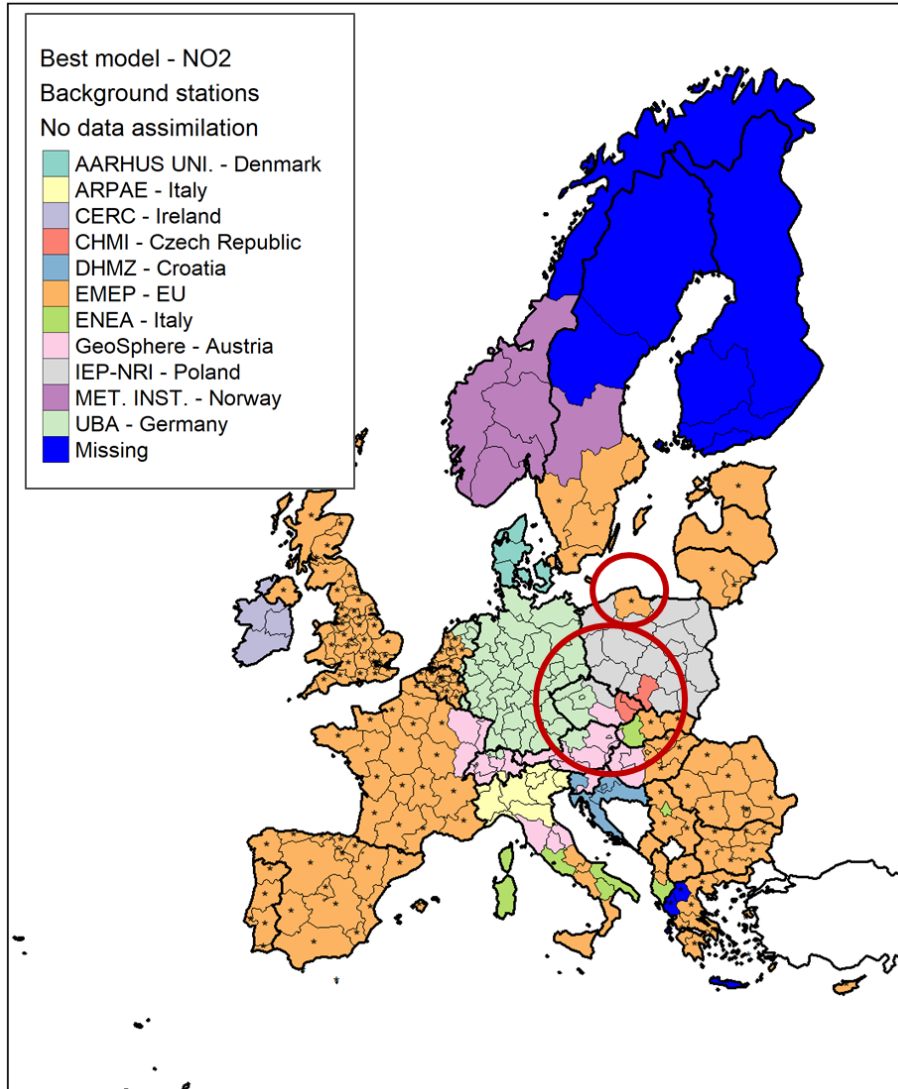 Best model - NO2
Background stations
No data assimilation
AARHUS UNI. - Denmark
ARPAE - Italy
CERC - Ireland
CHMI - Czech Republic
DHMZ - Croatia
EMEP - EU
ENEA - Italy
GeoSphere - Austria
IEP-NRI - Poland
MET. INST. - Norway
UBA - Germany
Missing